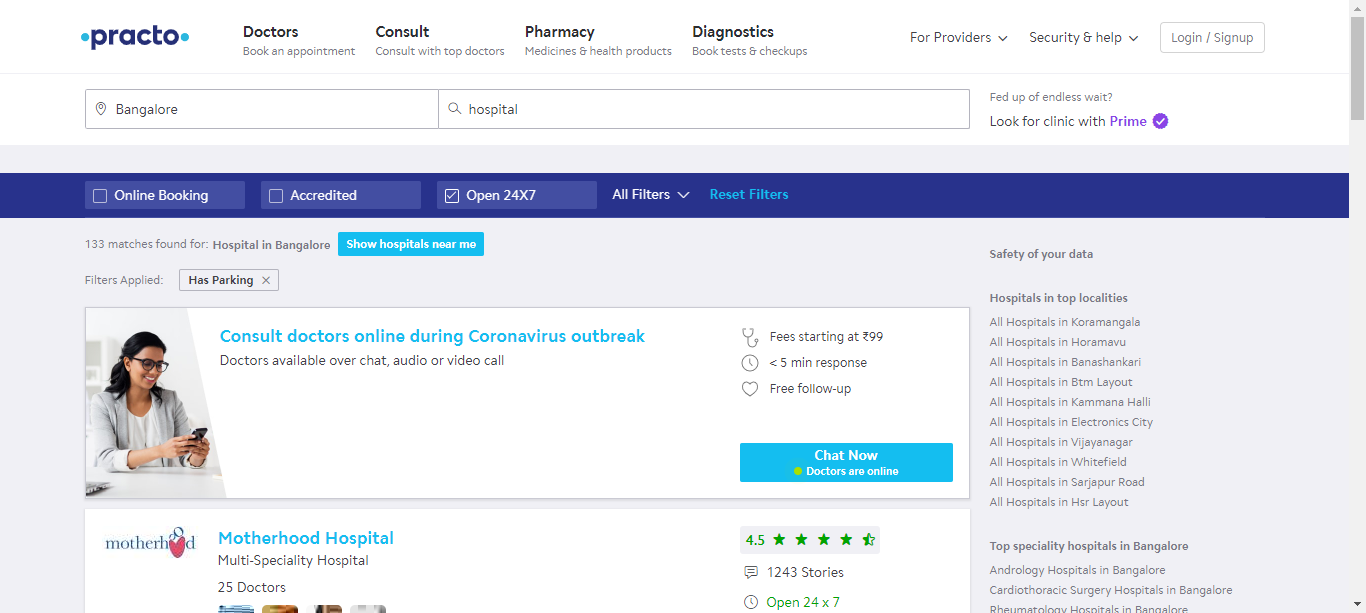 practo
Doctors
Book an appointment
Consult
Consult with top doctors
Pharmacy
Medicines & health products
Diagnostics
Book tests & checkups
For Providers
Security & help
Login / Signup
Bangalore
hospital
Fed up of endless wait?
Look for clinic with Prime
Online Booking
Accredited
Open 24X7
All Filters
Reset Filters
133 matches found for: Hospital in Bangalore
Show hospitals near me
Filters Applied:
Has Parking
Consult doctors online during Coronavirus outbreak
Doctors available over chat, audio or video call
Fees starting at ₹99
< 5 min response
Free follow-up
Chat Now
Doctors are online
motherhood
Motherhood Hospital
Multi-Speciality Hospital
25 Doctors
4.5
1243 Stories
Open 24 x 7
Safety of your data
Hospitals in top localities
All Hospitals in Koramangala
All Hospitals in Horamavu
All Hospitals in Banashankari
All Hospitals in Btm Layout
All Hospitals in Kammana Halli
All Hospitals in Electronics City
All Hospitals in Vijayanagar
All Hospitals in Whitefield
All Hospitals in Sarjapur Road
All Hospitals in Hsr Layout
Top speciality hospitals in Bangalore
Andrology Hospitals in Bangalore
Cardiothoracic Surgery Hospitals in Bangalore
Rheumatology Hospitals in Bangalore